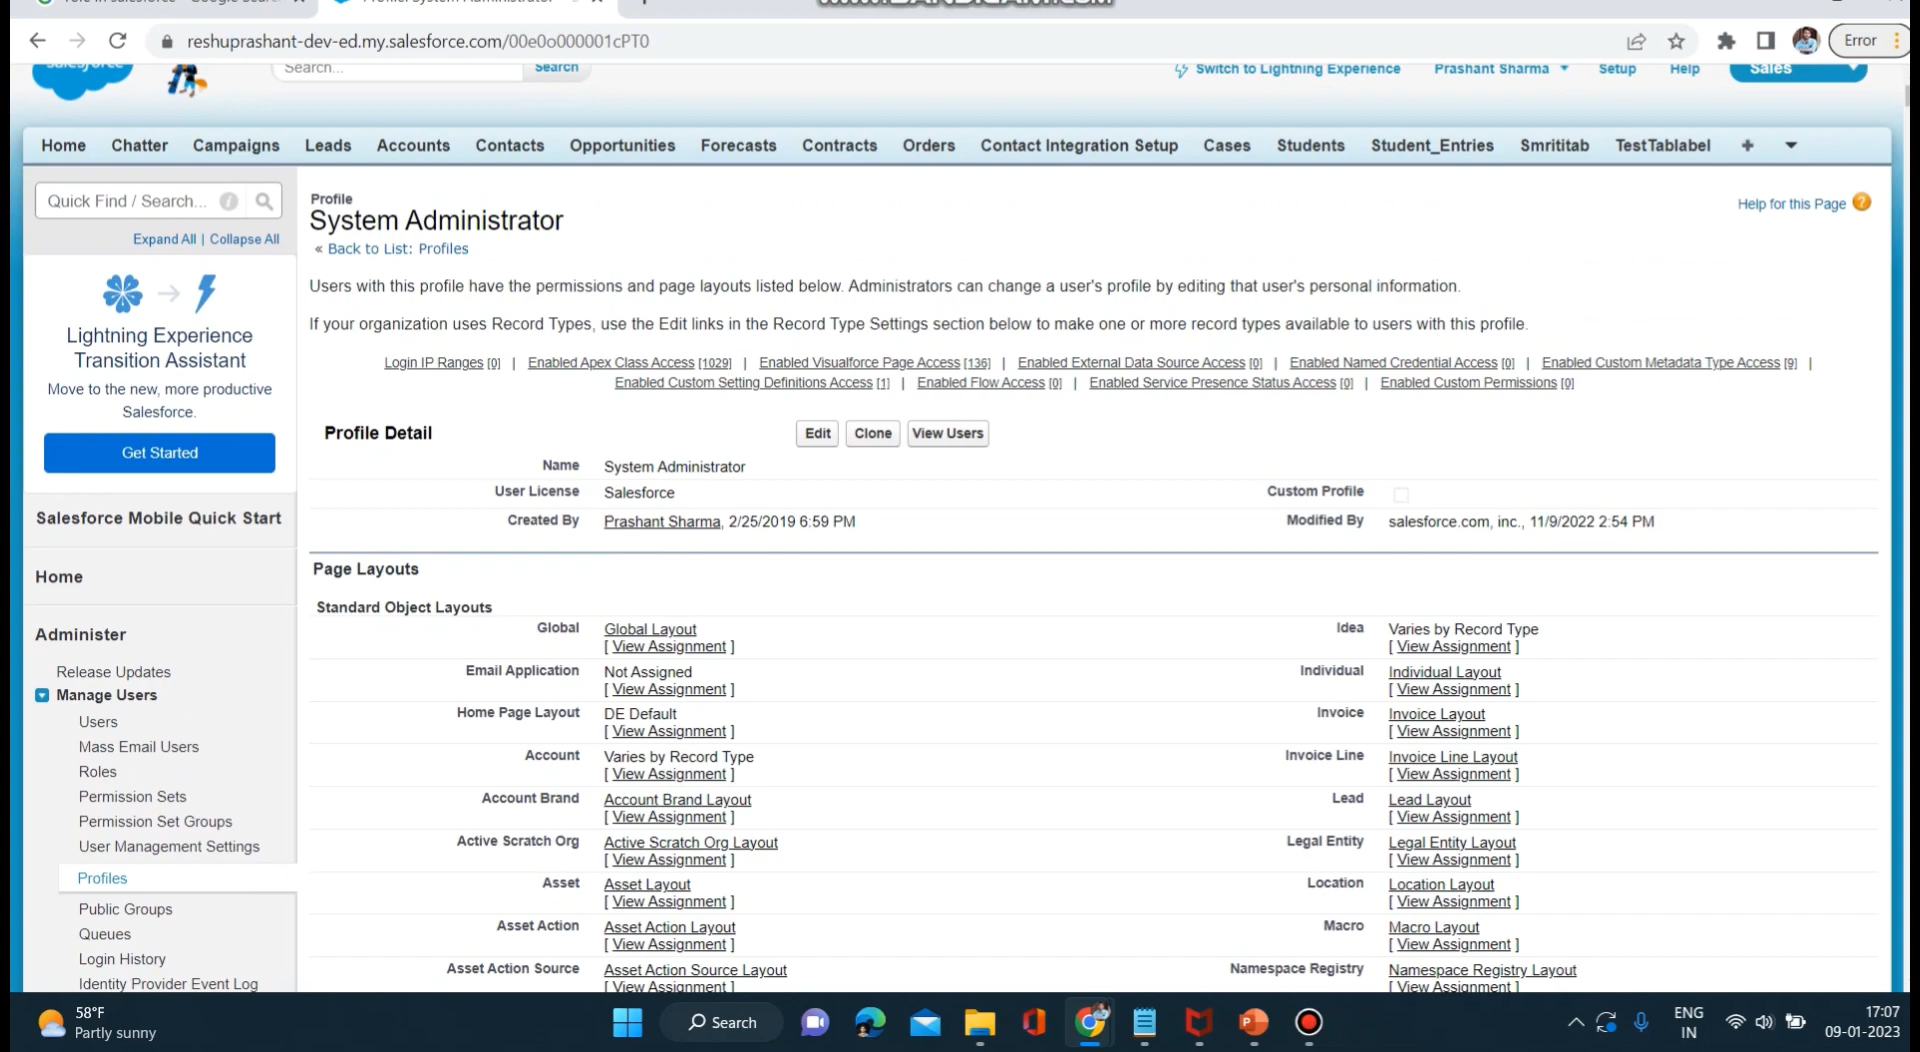 reshuprashant-dev-ed.my.salesforce.com/00e0o000001cPT0
Error
Search...
Search
Switch to Lightning Experience
Prashant Sharma
Setup
Help
Sales
Home
Chatter
Campaigns
Leads
Accounts
Contacts
Opportunities
Forecasts
Contracts
Orders
Contact Integration Setup
Cases
Students
Student_Entries
Smrititab
TestTablabel
+
Quick Find / Search...
Expand All | Collapse All
Lightning Experience
Transition Assistant
Move to the new, more productive
Salesforce.
Get Started
Salesforce Mobile Quick Start
Home
Administer
Release Updates
Manage Users
Users
Mass Email Users
Roles
Permission Sets
Permission Set Groups
User Management Settings
Profiles
Public Groups
Queues
Login History
Identity Provider Event Log
Profile
System Administrator
« Back to List: Profiles
Help for this Page
Users with this profile have the permissions and page layouts listed below. Administrators can change a user's profile by editing that user's personal information.
If your organization uses Record Types, use the Edit links in the Record Type Settings section below to make one or more record types available to users with this profile.
Login IP Ranges [0] | Enabled Apex Class Access [1029] | Enabled Visualforce Page Access [136] | Enabled External Data Source Access [0] | Enabled Named Credential Access [0] | Enabled Custom Metadata Type Access [9] |
Enabled Custom Setting Definitions Access [1] | Enabled Flow Access [0] | Enabled Service Presence Status Access [0] | Enabled Custom Permissions [0]
Profile Detail
Edit
Clone
View Users
Name System Administrator
User License Salesforce
Custom Profile
Created By Prashant Sharma, 2/25/2019 6:59 PM
Modified By salesforce.com, inc., 11/9/2022 2:54 PM
Page Layouts
Standard Object Layouts
Global Global Layout
[ View Assignment ]
Idea Varies by Record Type
[ View Assignment ]
Email Application Not Assigned
[ View Assignment ]
Individual Individual Layout
[ View Assignment ]
Home Page Layout DE Default
[ View Assignment ]
Invoice Invoice Layout
[ View Assignment ]
Account Varies by Record Type
[ View Assignment ]
Invoice Line Invoice Line Layout
[ View Assignment ]
Account Brand Account Brand Layout
[ View Assignment ]
Lead Lead Layout
[ View Assignment ]
Active Scratch Org Active Scratch Org Layout
[ View Assignment ]
Legal Entity Legal Entity Layout
[ View Assignment ]
Asset Asset Layout
[ View Assignment ]
Location Location Layout
[ View Assignment ]
Asset Action Asset Action Layout
[ View Assignment ]
Macro Macro Layout
[ View Assignment ]
Asset Action Source Asset Action Source Layout
[ View Assignment ]
Namespace Registry Namespace Registry Layout
[ View Assignment ]
58°F
Partly sunny
Search
ENG
IN
17:07
09-01-2023